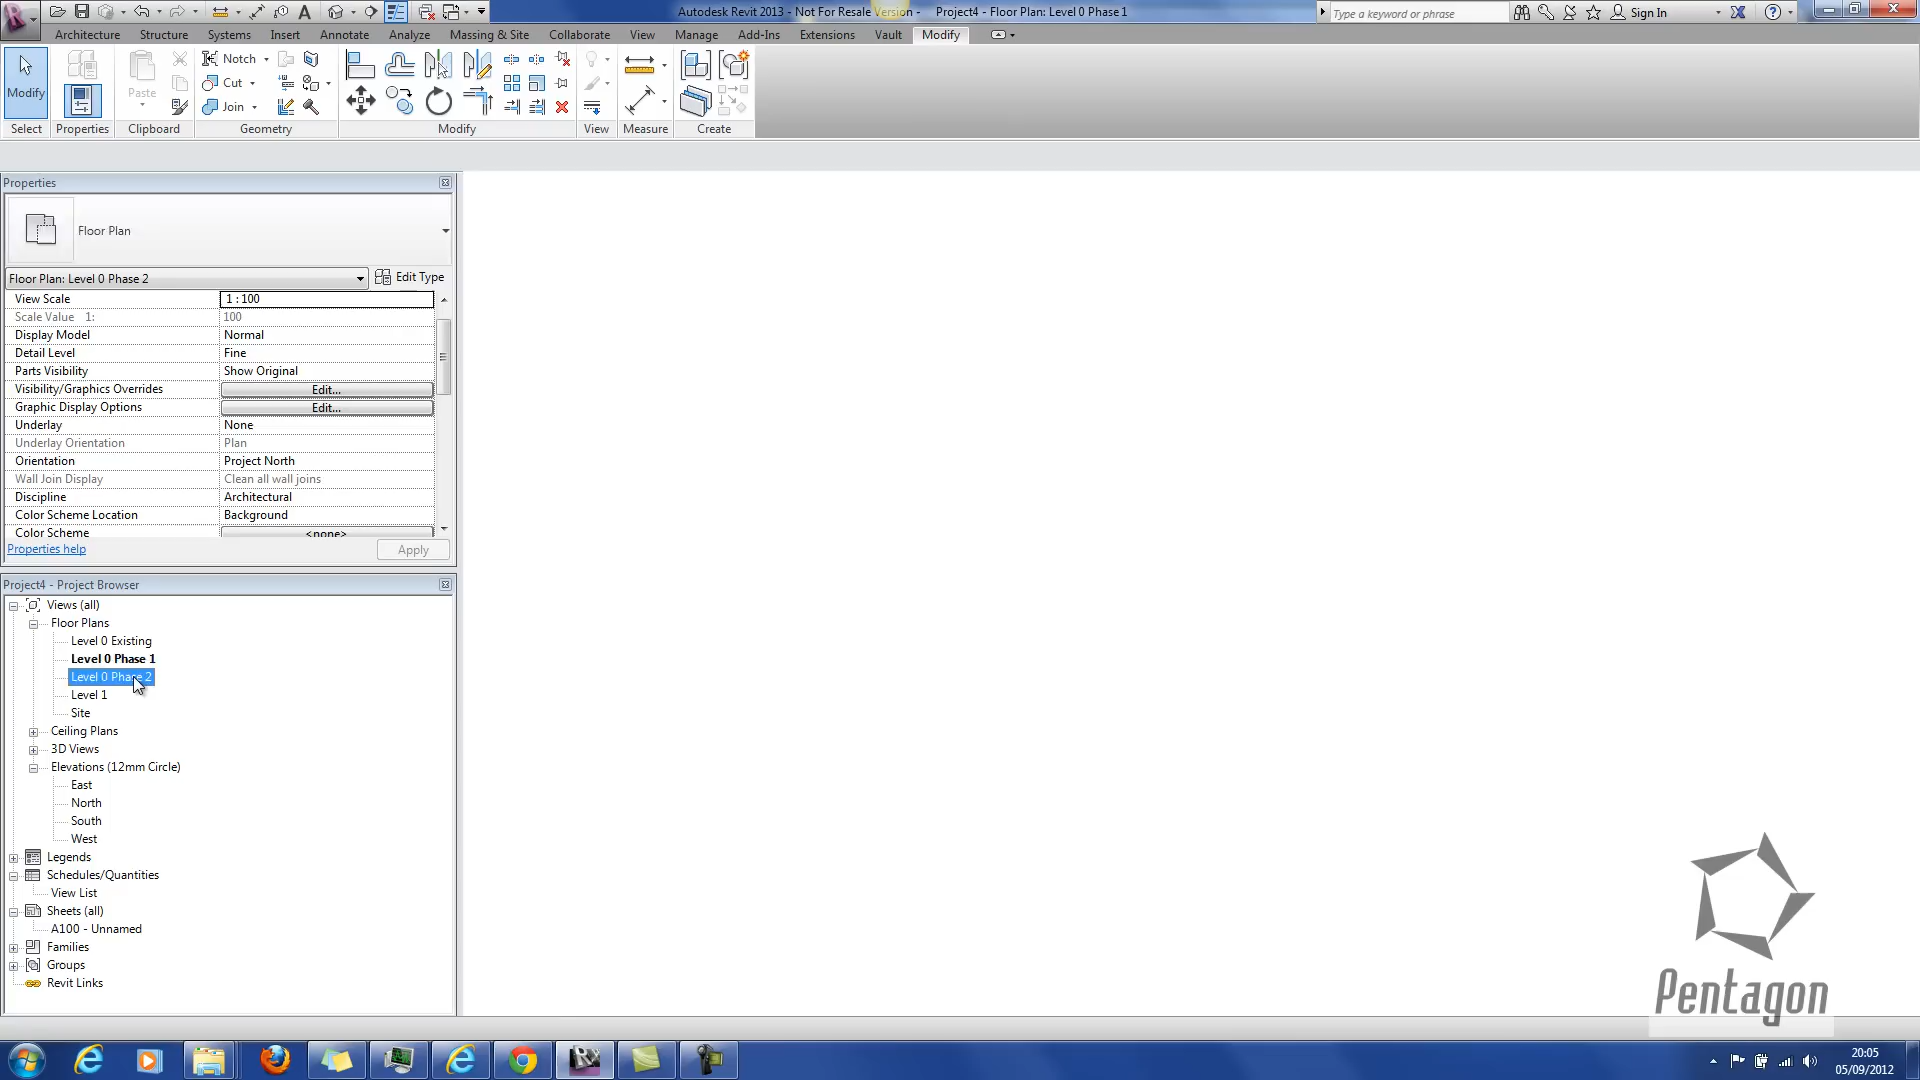 Autodesk Revit 2013 - Not For Resale Version - Project4 - Floor Plan: Level 0 Phase 1
Type a keyword or phrase
Sign In
Architecture Structure Systems Insert Annotate Analyze Massing & Site Collaborate View Manage Add-Ins Extensions Vault Modify
Modify
Paste
Notch
Cut
Join
Select Properties Clipboard Geometry Modify View Measure Create
Properties
Floor Plan
Floor Plan: Level 0 Phase 2 Edit Type
View Scale 1 : 100
Scale Value 1: 100
Display Model Normal
Detail Level Fine
Parts Visibility Show Original
Visibility/Graphics Overrides Edit...
Graphic Display Options Edit...
Underlay None
Underlay Orientation Plan
Orientation Project North
Wall Join Display Clean all wall joins
Discipline Architectural
Color Scheme Location Background
Color Scheme <none>
Properties help Apply
Project4 - Project Browser
Views (all)
Floor Plans
Level 0 Existing
Level 0 Phase 1
Level 0 Phase 2
Level 1
Site
Ceiling Plans
3D Views
Elevations (12mm Circle)
East
North
South
West
Legends
Schedules/Quantities
View List
Sheets (all)
A100 - Unnamed
Families
Groups
Revit Links
Pentagon
20:05
05/09/2012